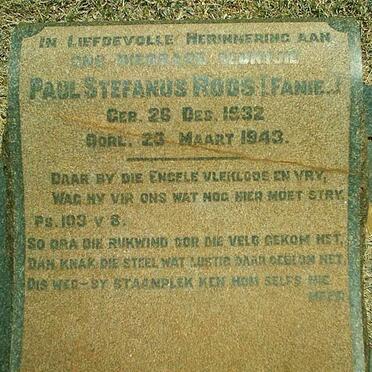 IN LIEFDEVOLLE HERINNERING AAN
ONS DIERBARE SEUNTJIE
PAUL STEFANUS ROOS (FANIE.)
GEB. 26 DES. 1932
OORL. 23 MAART 1943.
DAAR BY DIE ENGELE VLEKLOOS EN VRY,
WAG HY VIR ONS WAT NOG HIER MOET STRY.
PS. 103 V 8.
SO DRA DIE RUKWIND OOR DIE VELD GEKOM HET,
DAN KNAK DIE STEEL WAT LUSTIG DAAR GEBLOM HET
DIS WEG—SY STAANPLEK KEN HOM SELFS NIE
MEER